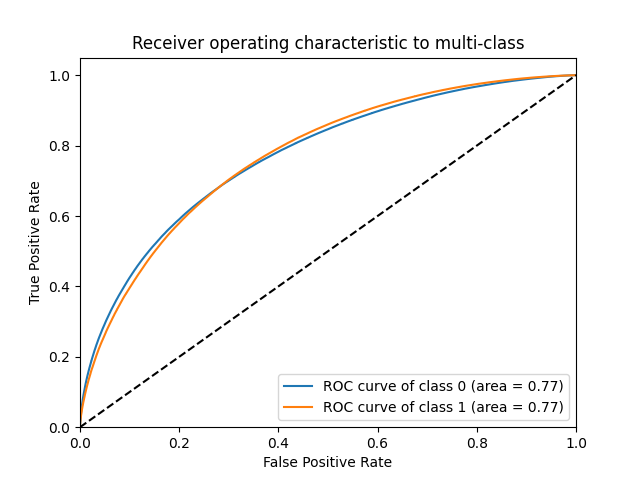 Receiver operating characteristic to multi-class
1.0
0.8
0.6
0.4
0.2
0.0
True Positive Rate
ROC curve of class 0 (area = 0.77)
ROC curve of class 1 (area = 0.77)
0.0 0.2 0.4 0.6 0.8 1.0
False Positive Rate